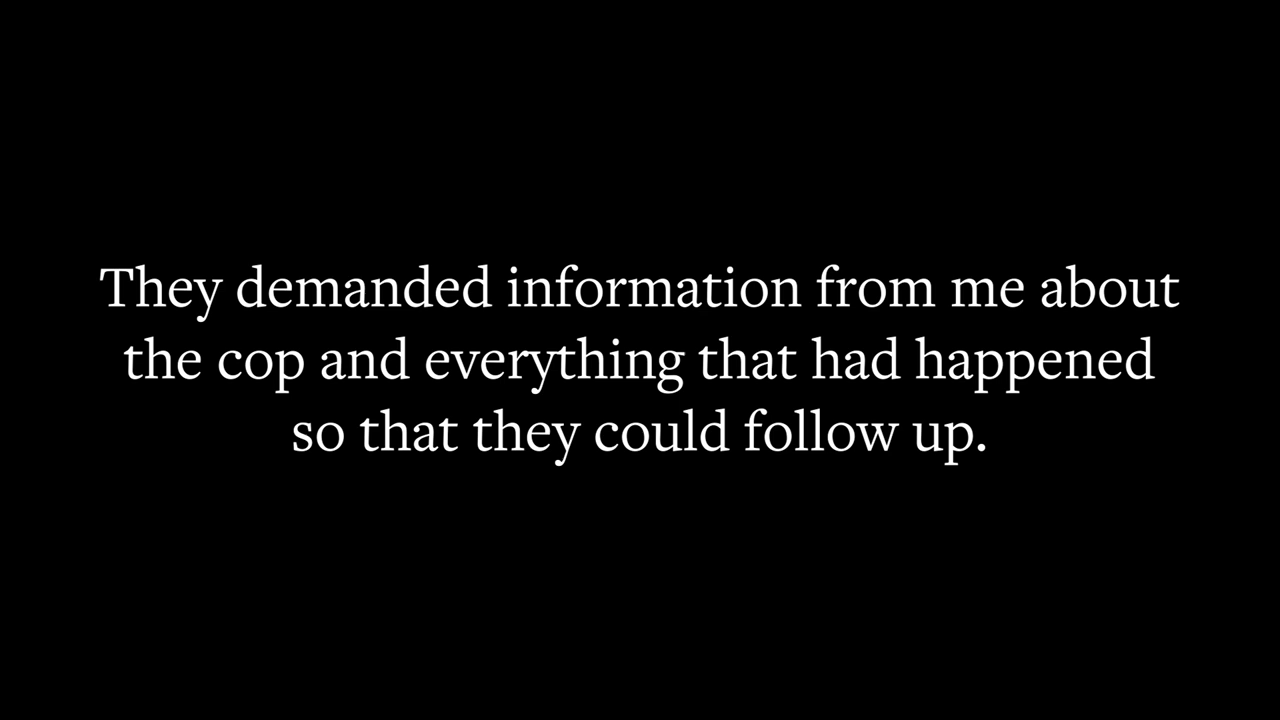 They demanded information from me about
the cop and everything that had happened
so that they could follow up.